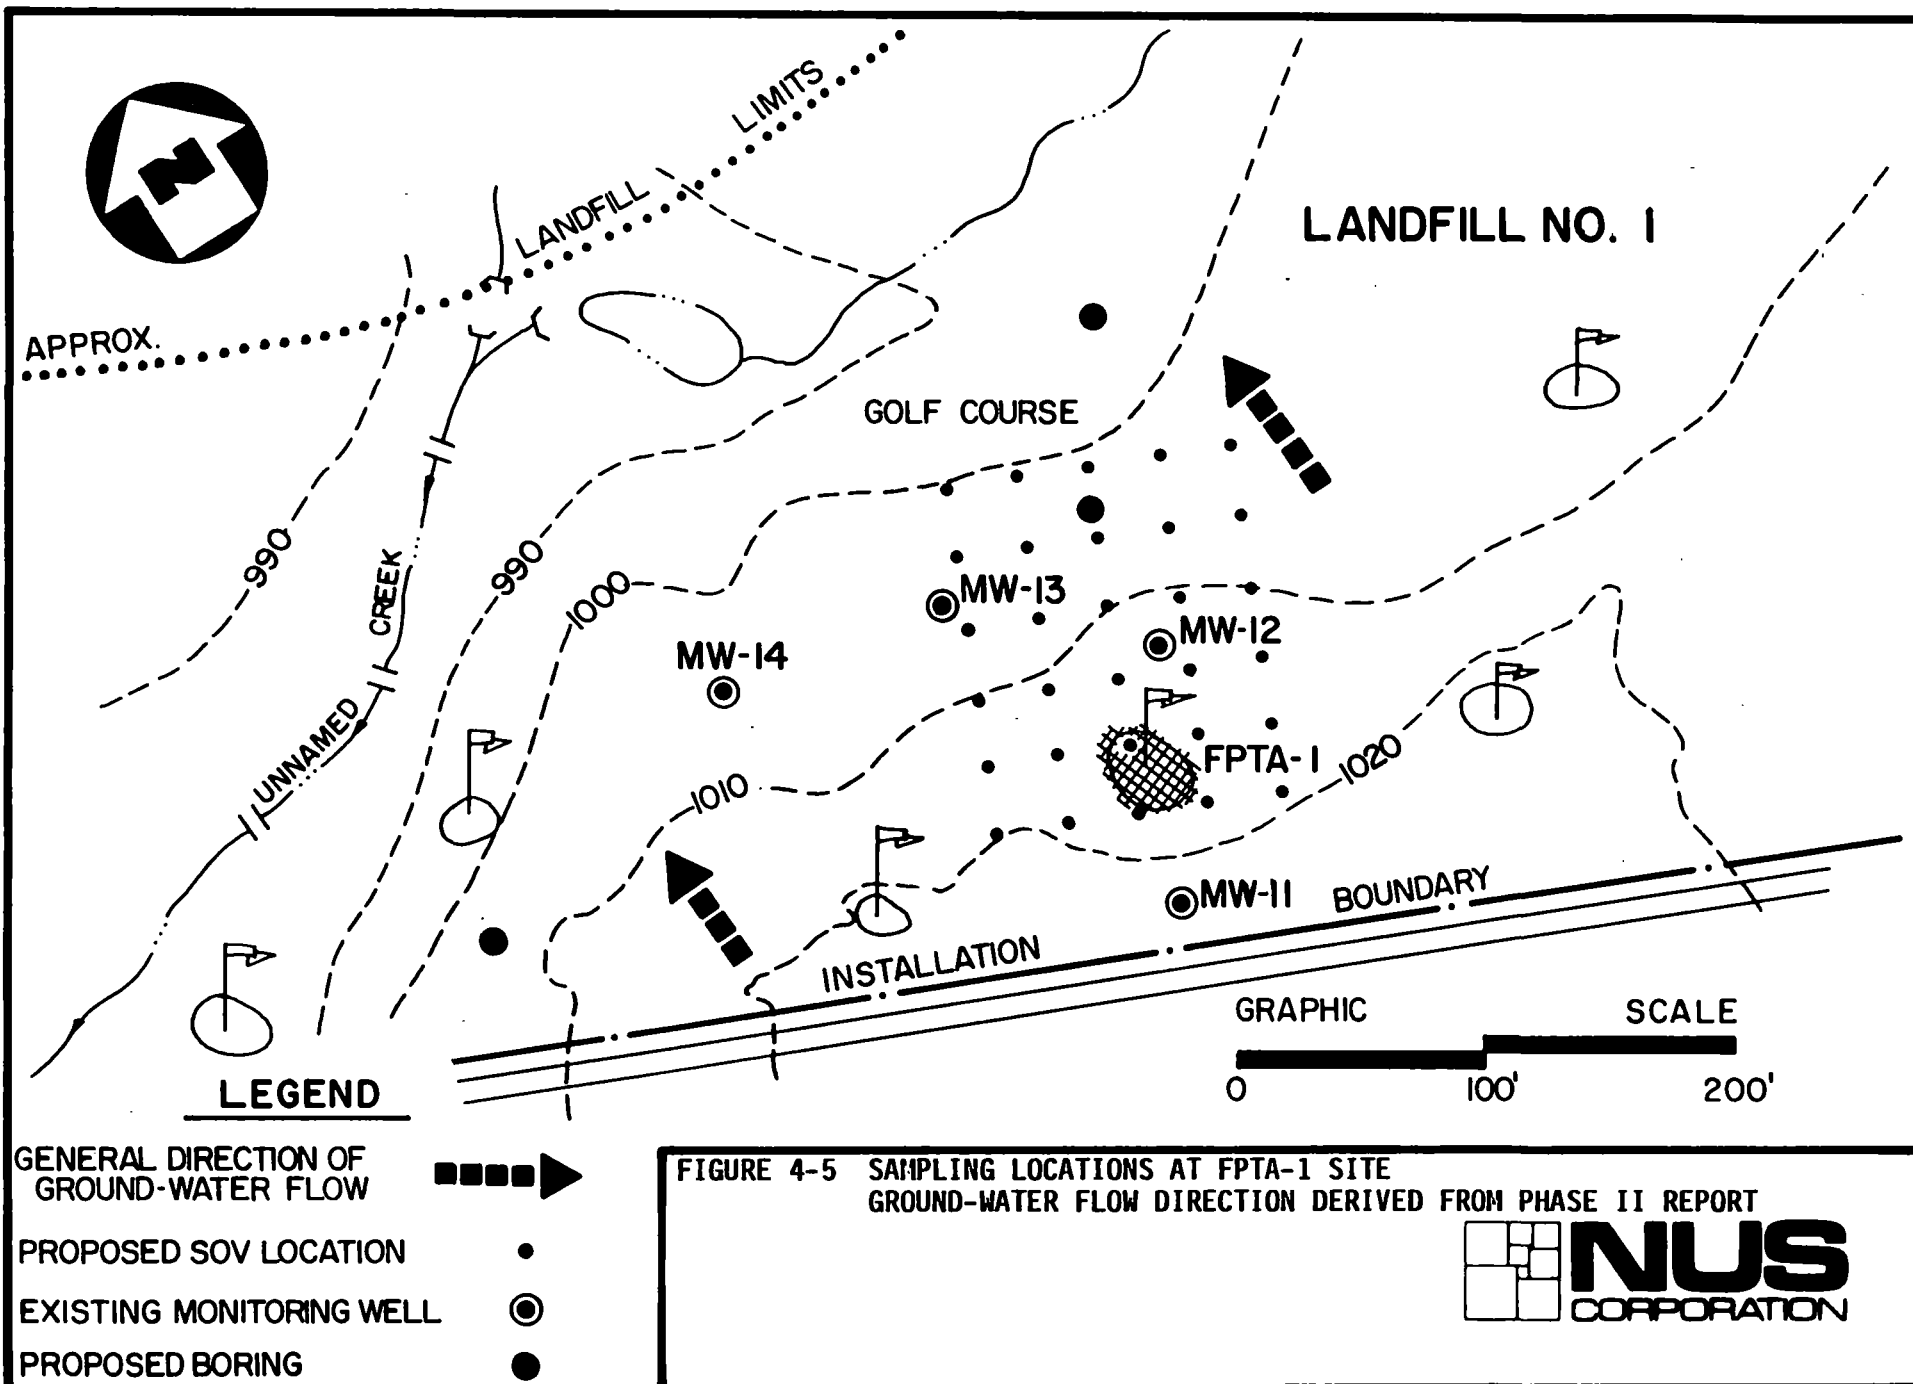 LIMITS
LANDFILL
APPROX.
N
LANDFILL NO. 1
GOLF COURSE
990
990
1000
CREEK
UNNAMED
MW-13
MW-12
MW-14
FPTA-1
1010
1020
MW-11
BOUNDARY
INSTALLATION
GRAPHIC SCALE
0 100' 200'
LEGEND
GENERAL DIRECTION OF
GROUND-WATER FLOW
PROPOSED SOV LOCATION
EXISTING MONITORING WELL
PROPOSED BORING
FIGURE 4-5 SAMPLING LOCATIONS AT FPTA-1 SITE
GROUND-WATER FLOW DIRECTION DERIVED FROM PHASE II REPORT
NUS
CORPORATION